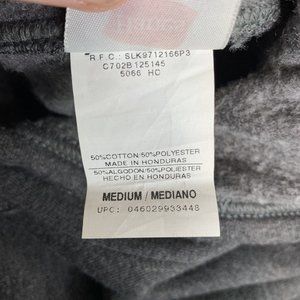 R.F.C.: SLK9712166P3
C702B125145
5066 HC
50%COTTON/50%POLYESTER
MADE IN HONDURAS
50%ALGODON/50%POLIESTER
HECHO EN HONDURAS
MEDIUM / MEDIANO
UPC: 046029933448